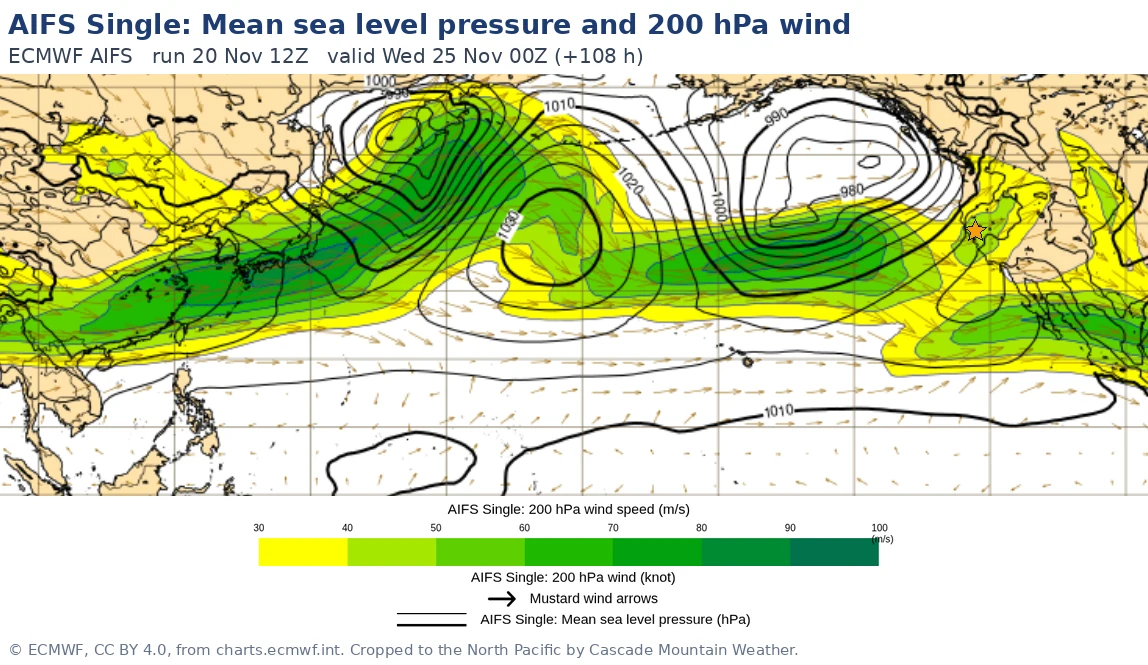 AIFS Single: Mean sea level pressure and 200 hPa wind
ECMWF AIFS run 20 Nov 12Z valid Wed 25 Nov 00Z (+108 h)
1000
990
1010
990
1020
980
1000
1030
1010
AIFS Single: 200 hPa wind speed (m/s)
30 40 50 60 70 80 90 100
(m/s)
AIFS Single: 200 hPa wind (knot)
Mustard wind arrows
AIFS Single: Mean sea level pressure (hPa)
© ECMWF, CC BY 4.0, from charts.ecmwf.int. Cropped to the North Pacific by Cascade Mountain Weather.